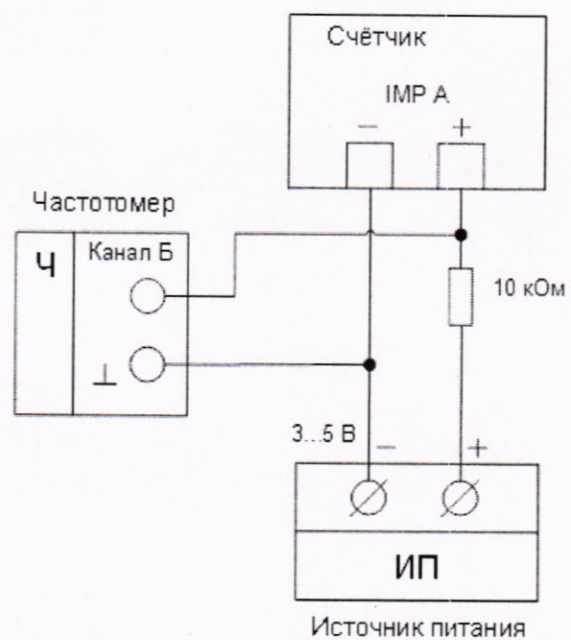 Счётчик
IMP A
− +
Частотомер
Ч
Канал Б
⊥
10 кОм
3...5 В
− +
ИП
Источник питания